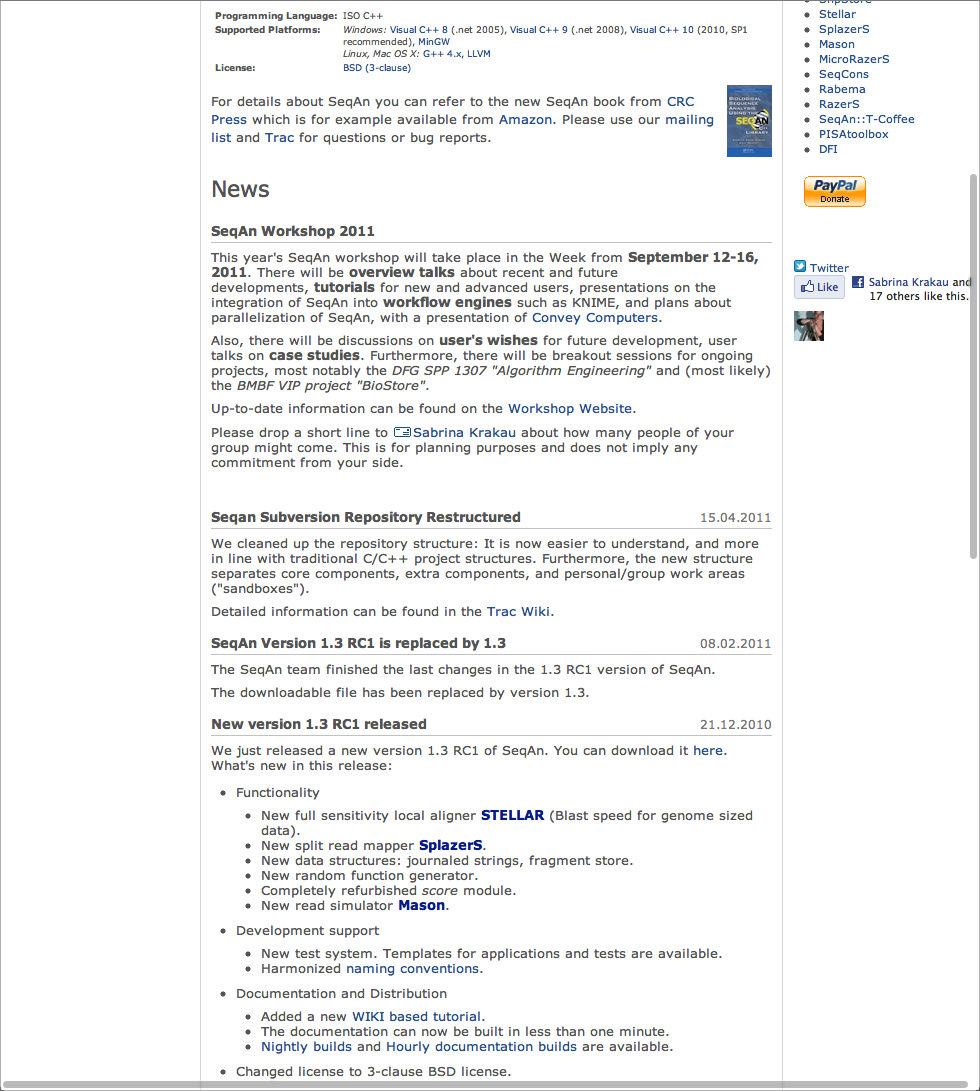 Programming Language: ISO C++
Supported Platforms: Windows: Visual C++ 8 (.net 2005), Visual C++ 9 (.net 2008), Visual C++ 10 (2010, SP1
recommended), MinGW
Linux, Mac OS X: G++ 4.x, LLVM
License: BSD (3-clause)
For details about SeqAn you can refer to the new SeqAn book from CRC
Press which is for example available from Amazon. Please use our mailing
list and Trac for questions or bug reports.
BIOLOGICAL
SEQUENCE
ANALYSIS
USING THE
SEQAN
LIBRARY
News
SeqAn Workshop 2011
This year's SeqAn workshop will take place in the Week from September 12-16,
2011. There will be overview talks about recent and future
developments, tutorials for new and advanced users, presentations on the
integration of SeqAn into workflow engines such as KNIME, and plans about
parallelization of SeqAn, with a presentation of Convey Computers.
Also, there will be discussions on user's wishes for future development, user
talks on case studies. Furthermore, there will be breakout sessions for ongoing
projects, most notably the DFG SPP 1307 "Algorithm Engineering" and (most likely)
the BMBF VIP project "BioStore".
Up-to-date information can be found on the Workshop Website.
Please drop a short line to Sabrina Krakau about how many people of your
group might come. This is for planning purposes and does not imply any
commitment from your side.
Seqan Subversion Repository Restructured 15.04.2011
We cleaned up the repository structure: It is now easier to understand, and more
in line with traditional C/C++ project structures. Furthermore, the new structure
separates core components, extra components, and personal/group work areas
("sandboxes").
Detailed information can be found in the Trac Wiki.
SeqAn Version 1.3 RC1 is replaced by 1.3 08.02.2011
The SeqAn team finished the last changes in the 1.3 RC1 version of SeqAn.
The downloadable file has been replaced by version 1.3.
New version 1.3 RC1 released 21.12.2010
We just released a new version 1.3 RC1 of SeqAn. You can download it here.
What's new in this release:
Functionality
New full sensitivity local aligner STELLAR (Blast speed for genome sized
data).
New split read mapper SplazerS.
New data structures: journaled strings, fragment store.
New random function generator.
Completely refurbished score module.
New read simulator Mason.
Development support
New test system. Templates for applications and tests are available.
Harmonized naming conventions.
Documentation and Distribution
Added a new WIKI based tutorial.
The documentation can now be built in less than one minute.
Nightly builds and Hourly documentation builds are available.
Changed license to 3-clause BSD license.
SnpStore
Stellar
SplazerS
Mason
MicroRazerS
SeqCons
Rabema
RazerS
SeqAn::T-Coffee
PISAtoolbox
DFI
PayPal
Donate
Twitter
Like
Sabrina Krakau and
17 others like this.